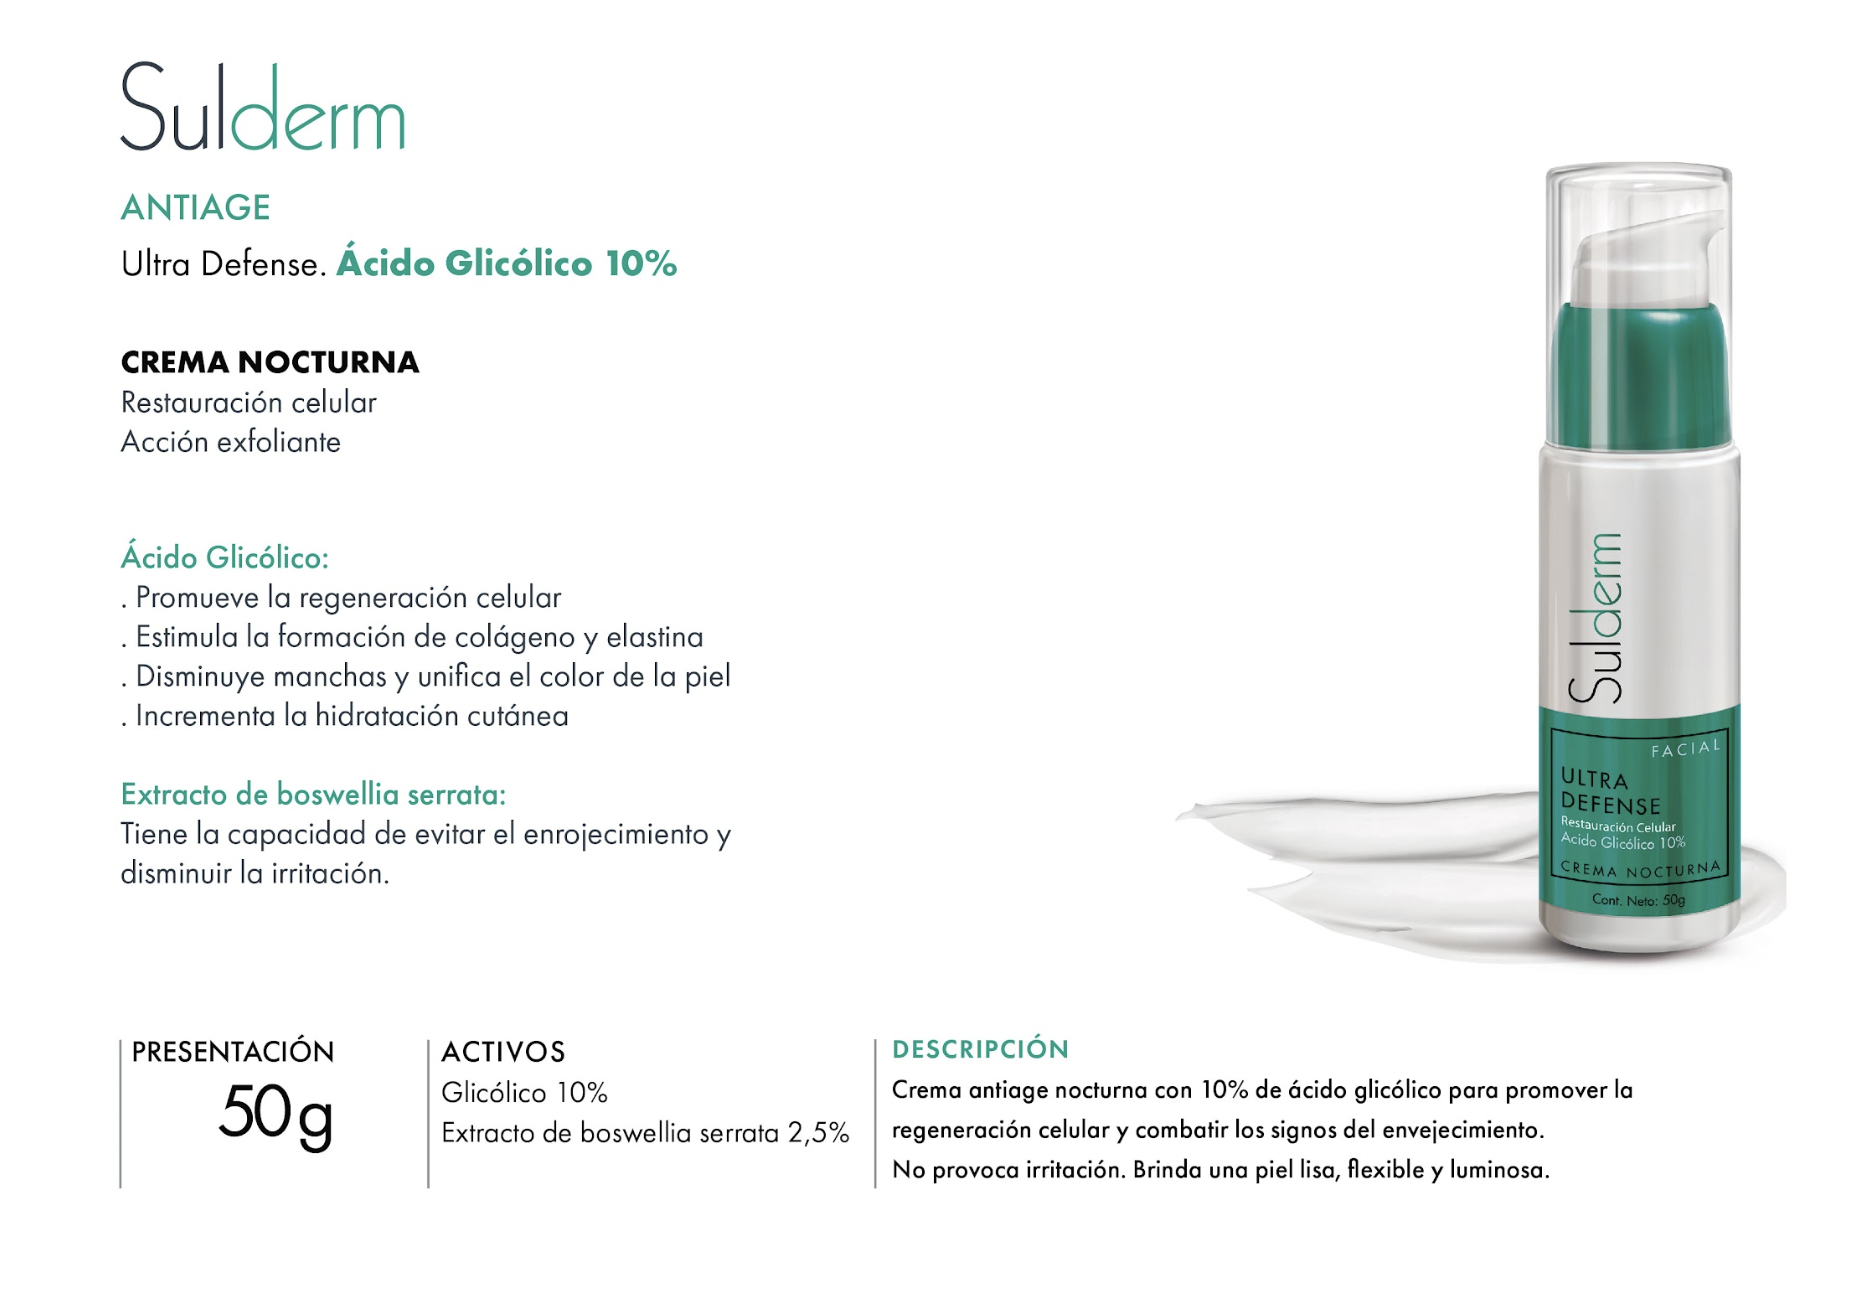 Sulderm
ANTIAGE
Ultra Defense. Ácido Glicólico 10%
CREMA NOCTURNA
Restauración celular
Acción exfoliante
Ácido Glicólico:
. Promueve la regeneración celular
. Estimula la formación de colágeno y elastina
. Disminuye manchas y unifica el color de la piel
. Incrementa la hidratación cutánea
Extracto de boswellia serrata:
Tiene la capacidad de evitar el enrojecimiento y
disminuir la irritación.
Sulderm
FACIAL
ULTRA
DEFENSE
Restauración Celular
Acido Glicólico 10%
CREMA NOCTURNA
Cont. Neto: 50g
PRESENTACIÓN
50g
ACTIVOS
Glicólico 10%
Extracto de boswellia serrata 2,5%
DESCRIPCIÓN
Crema antiage nocturna con 10% de ácido glicólico para promover la
regeneración celular y combatir los signos del envejecimiento.
No provoca irritación. Brinda una piel lisa, flexible y luminosa.